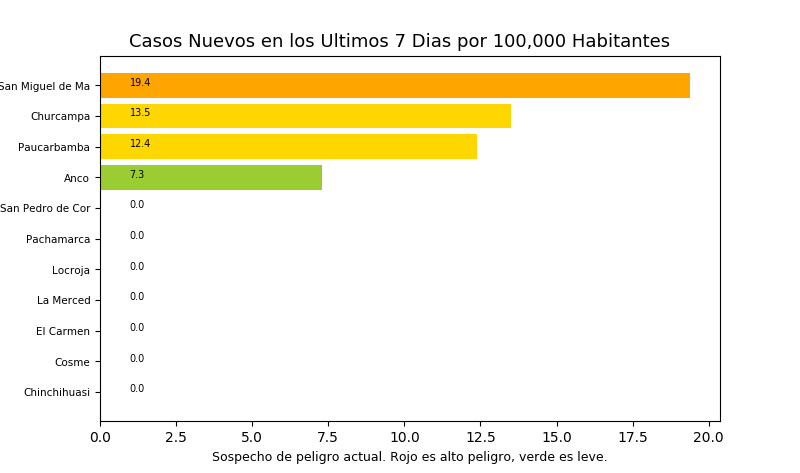 Casos Nuevos en los Ultimos 7 Dias por 100,000 Habitantes
San Miguel de Ma 19.4
Churcampa 13.5
Paucarbamba 12.4
Anco 7.3
San Pedro de Cor 0.0
Pachamarca 0.0
Locroja 0.0
La Merced 0.0
El Carmen 0.0
Cosme 0.0
Chinchihuasi 0.0
0.0 2.5 5.0 7.5 10.0 12.5 15.0 17.5 20.0
Sospecho de peligro actual. Rojo es alto peligro, verde es leve.